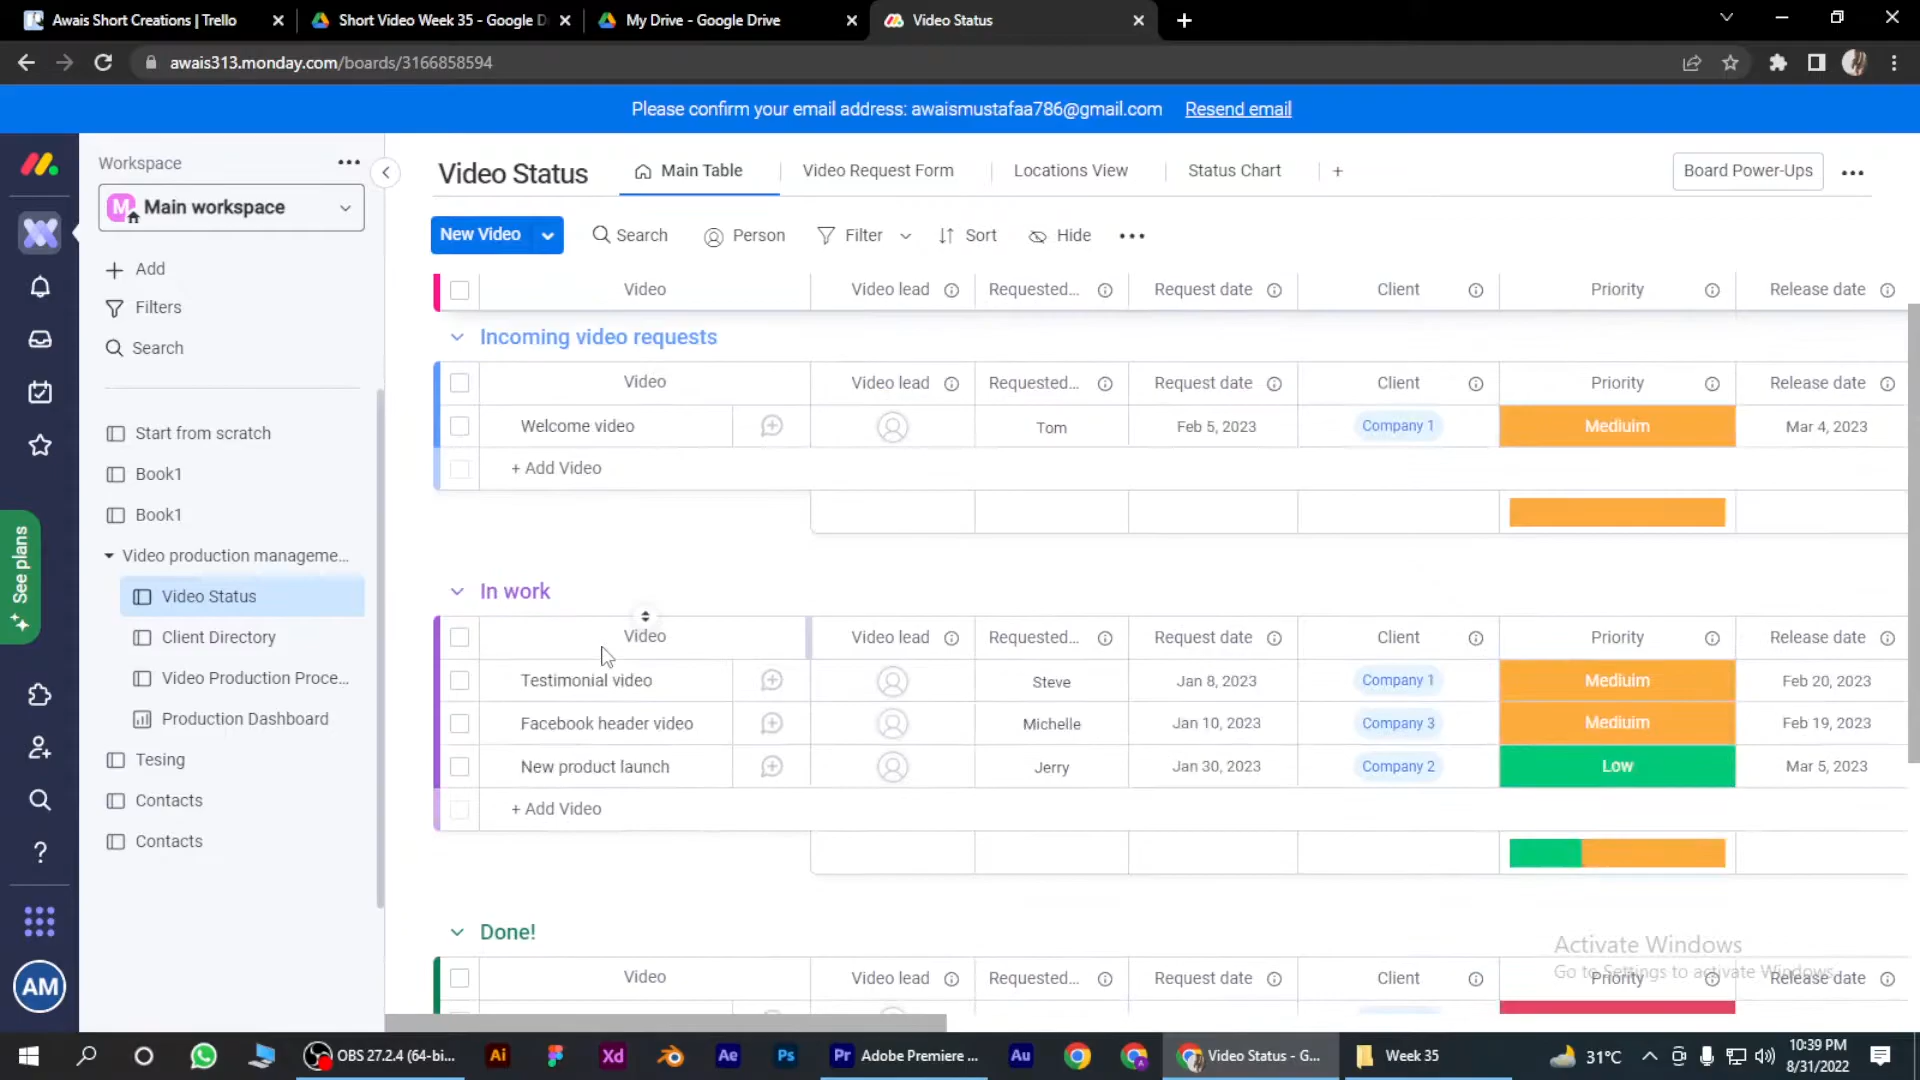 Awais Short Creations | Trello
Short Video Week 35 - Google D
My Drive - Google Drive
Video Status
awais313.monday.com/boards/3166858594
Please confirm your email address: awaismustafaa786@gmail.com Resend email
Workspace
M Main workspace
Add
Filters
Search
Start from scratch
Book1
Book1
Video production manageme...
Video Status
Client Directory
Video Production Proce...
Production Dashboard
Tesing
Contacts
Contacts
See plans
AM
Video Status
Main Table
Video Request Form
Locations View
Status Chart
+
Board Power-Ups
New Video
Search
Person
Filter
Sort
Hide
Video Video lead Requested... Request date Client Priority Release date
Incoming video requests
Video Video lead Requested... Request date Client Priority Release date
Welcome video Tom Feb 5, 2023 Company 1 Mediuim Mar 4, 2023
+ Add Video
In work
Video Video lead Requested... Request date Client Priority Release date
Testimonial video Steve Jan 8, 2023 Company 1 Mediuim Feb 20, 2023
Facebook header video Michelle Jan 10, 2023 Company 3 Mediuim Feb 19, 2023
New product launch Jerry Jan 30, 2023 Company 2 Low Mar 5, 2023
+ Add Video
Done!
Video Video lead Requested... Request date Client Priority Release date
Activate Windows
Go to Settings to activate Windows.
OBS 27.2.4 (64-bi...
Ai
Xd
Ae
Ps
Pr Adobe Premiere ...
Au
Video Status - G...
Week 35
31°C
10:39 PM
8/31/2022